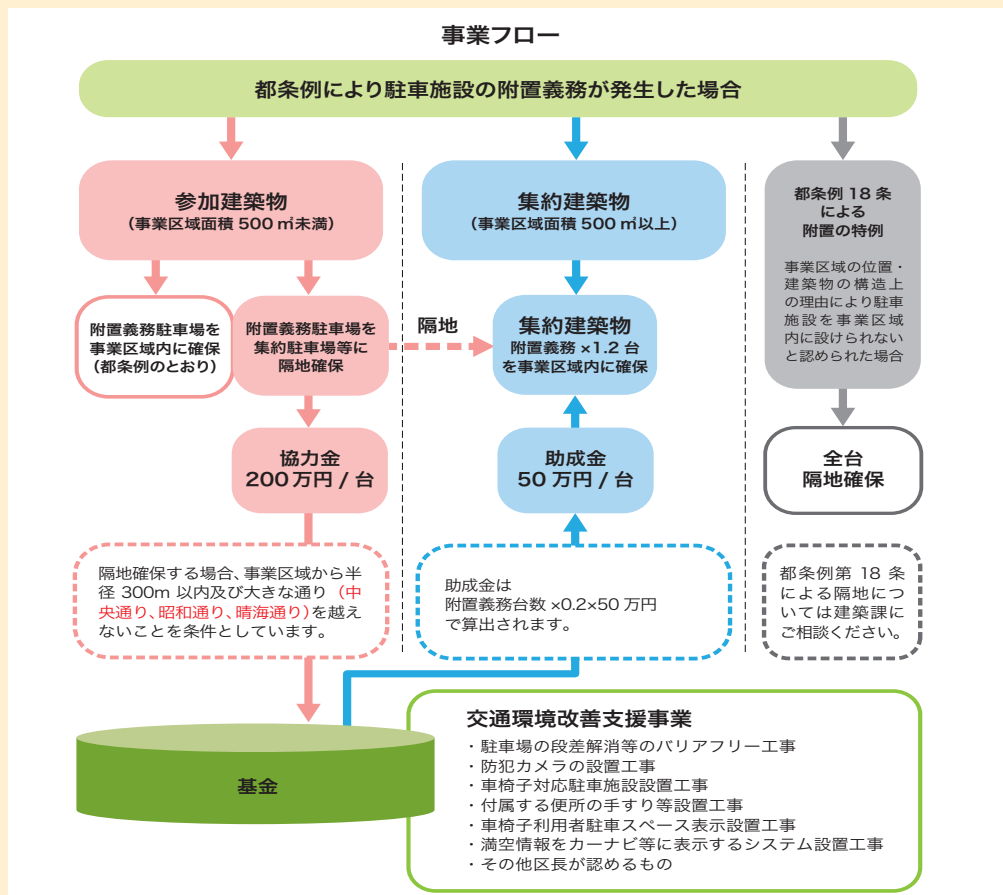 事業フロー
都条例により駐車施設の附置義務が発生した場合
参加建築物
（事業区域面積 500 ㎡未満）
附置義務駐車場を
事業区域内に確保
（都条例のとおり）
附置義務駐車場を
集約駐車場等に
隔地確保
隔地
協力金
200 万円 / 台
隔地確保する場合、事業区域から半
径 300m 以内及び大きな通り（中
央通り、昭和通り、晴海通り）を越え
ないことを条件としています。
集約建築物
（事業区域面積 500 ㎡以上）
集約建築物
附置義務 ×1.2 台
を事業区域内に確保
助成金
50 万円 / 台
助成金は
附置義務台数 ×0.2×50 万円
で算出されます。
都条例 18 条
による
附置の特例
事業区域の位置・
建築物の構造上
の理由により駐車
施設を事業区域
内に設けられない
と認められた場合
全台
隔地確保
都条例第 18 条
による隔地につ
いては建築課に
ご相談ください。
基金
交通環境改善支援事業
・駐車場の段差解消等のバリアフリー工事
・防犯カメラの設置工事
・車椅子対応駐車施設設置工事
・付属する便所の手すり等設置工事
・車椅子利用者駐車スペース表示設置工事
・満空情報をカーナビ等に表示するシステム設置工事
・その他区長が認めるもの